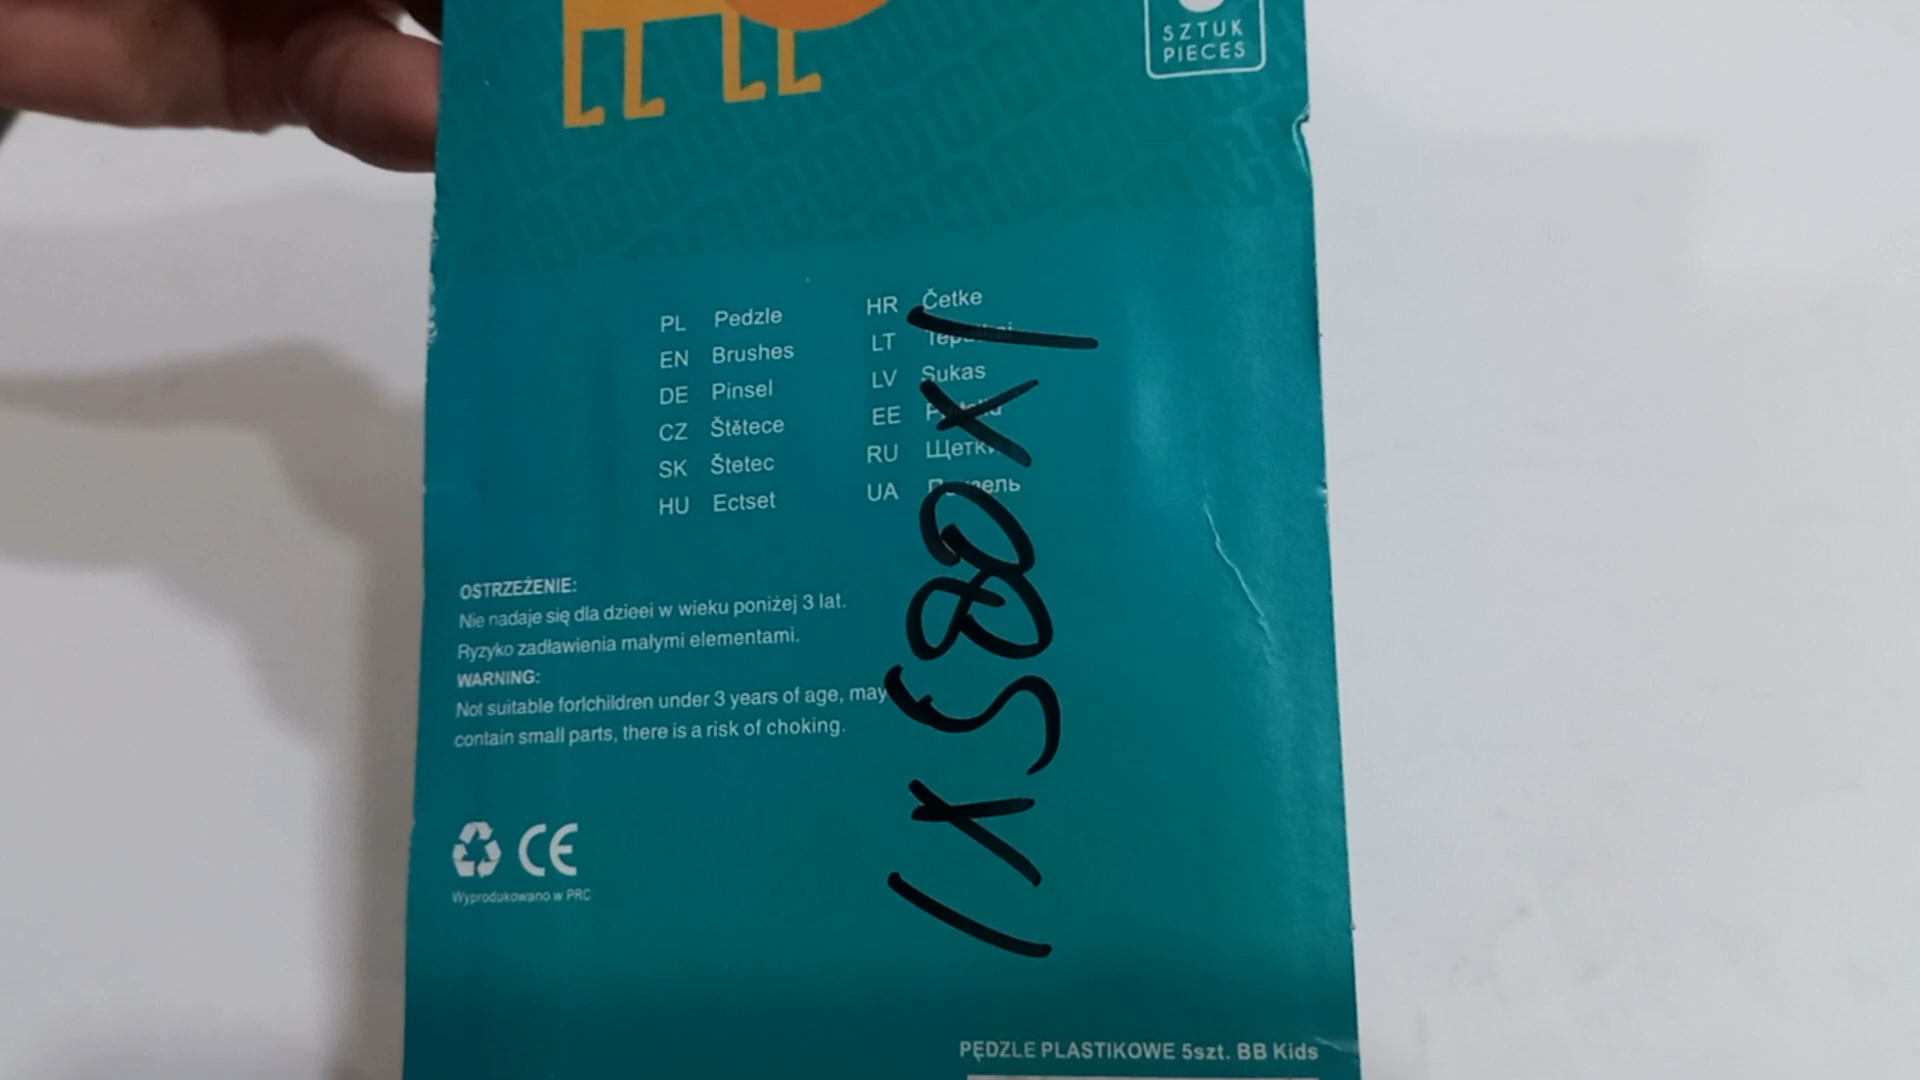 SZTUK
PIECES
PL Pedzle
EN Brushes
DE Pinsel
CZ Štětece
SK Štetec
HU Ectset
HR Četke
LT
LV Sukas
EE
RU Щетки
UA
OSTRZEŻENIE:
Nie nadaje się dla dzieei w wieku poniżej 3 lat.
Ryzyko zadławienia małymi elementami.
WARNING:
Not suitable forlchildren under 3 years of age, may
contain small parts, there is a risk of choking.
CE
Wyprodukowano w PRC
PĘDZLE PLASTIKOWE 5szt. BB Kids